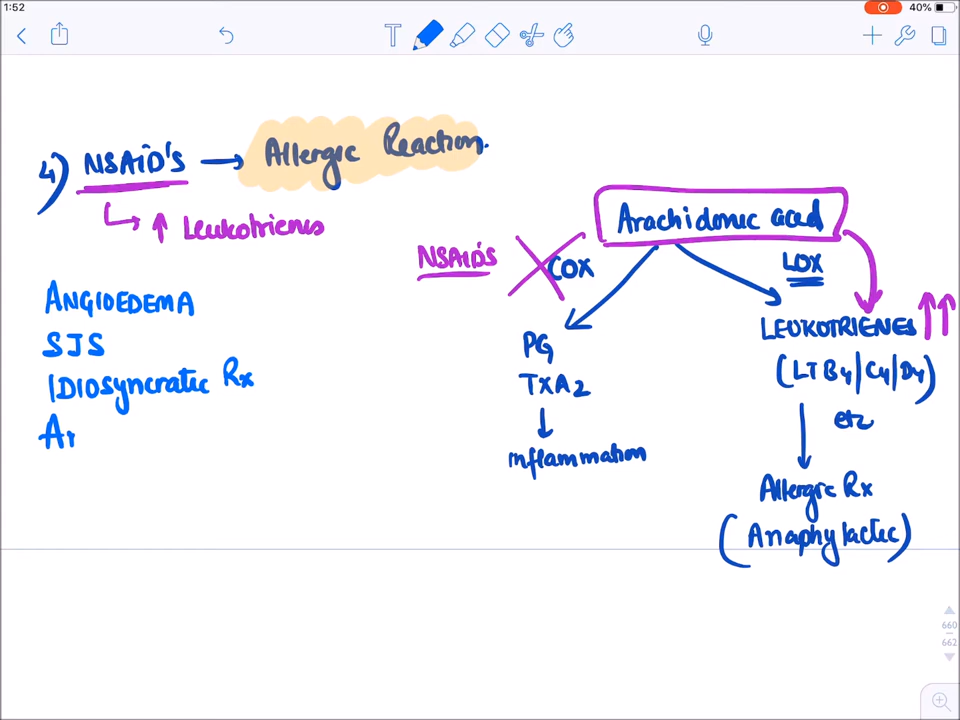 1:52
40%
T
4) NSAID's → Allergic Reaction.
↑ Leukotrienes
ANGIOEDEMA
SJS
IDIOSyncratic Rx
Arachidonic acid
NSAID's COX
LOX
PG
TxA2
↓
Inflammation
LEUKOTRIENES ↑↑
(LTB4/C4/D4)
etc
Allergic Rx
(Anaphylactic)
660
662